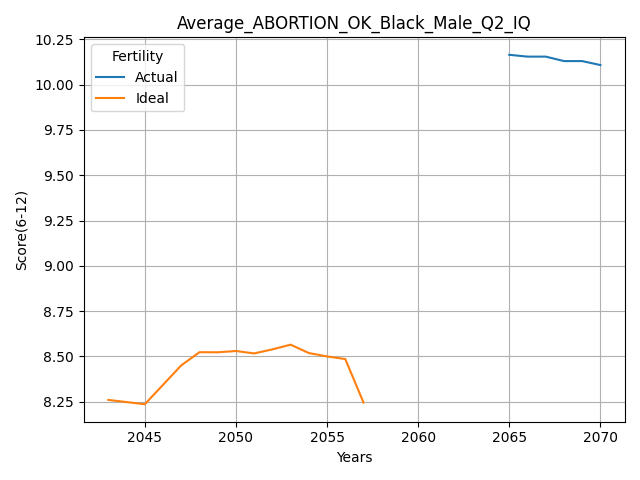 Average_ABORTION_OK_Black_Male_Q2_IQ
Fertility
Actual
Ideal
Score(6-12)
10.25
10.00
9.75
9.50
9.25
9.00
8.75
8.50
8.25
2045 2050 2055 2060 2065 2070
Years